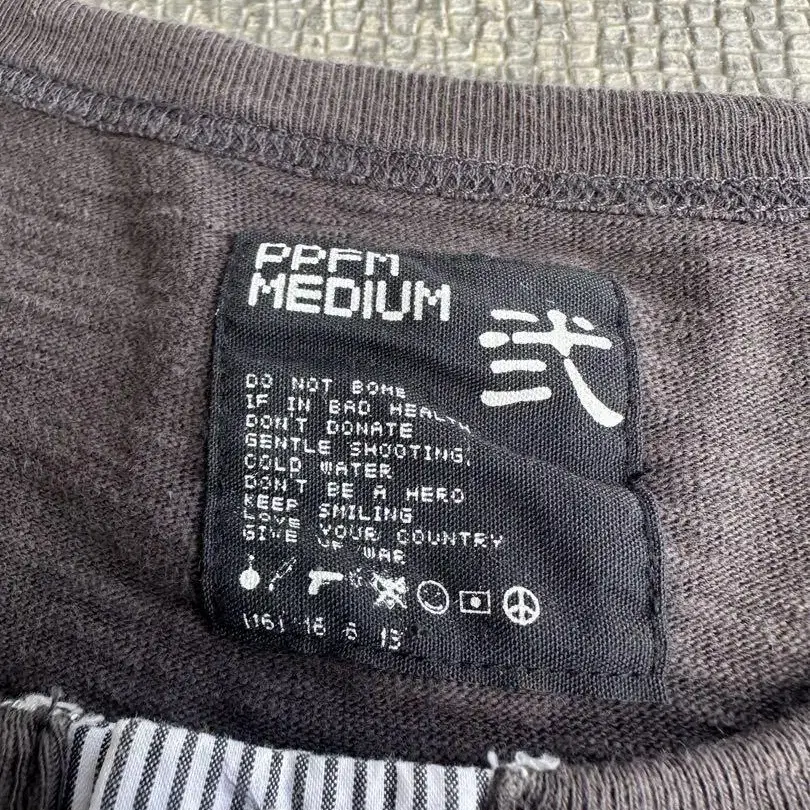 PPFM
MEDIUM
弐
DO NOT BOMB
IF IN BAD HEALTH
DON'T DONATE
GENTLE SHOOTING,
COLD WATER
DON'T BE A HERO
KEEP SMILING
LOVE YOUR COUNTRY
GIVE UP WAR